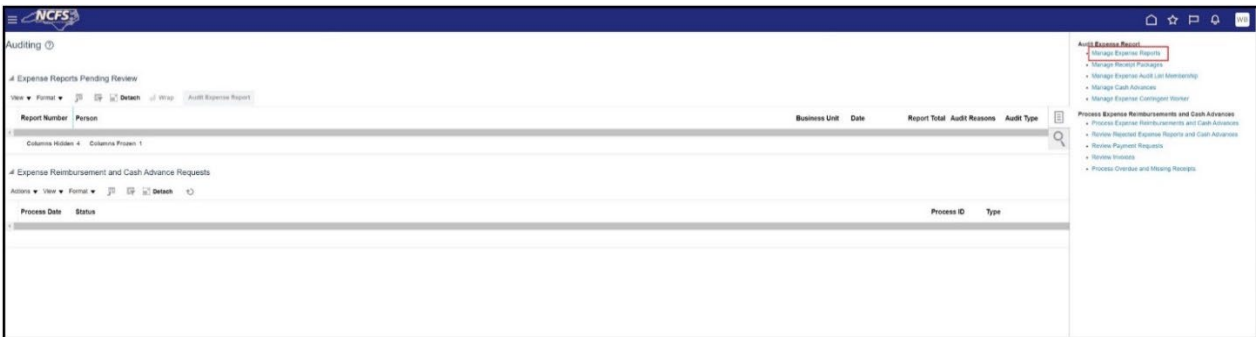 NCFS
WB
Auditing
Expense Reports Pending Review
View Format Detach Wrap Audit Expense Report
Report Number Person Business Unit Date Report Total Audit Reasons Audit Type
Columns Hidden 4 Columns Frozen 1
Expense Reimbursement and Cash Advance Requests
Actions View Format Detach
Process Date Status Process ID Type
Audit Expense Report
• Manage Expense Reports
• Manage Receipt Packages
• Manage Expense Audit List Membership
• Manage Cash Advances
• Manage Expense Contingent Worker
Process Expense Reimbursements and Cash Advances
• Process Expense Reimbursements and Cash Advances
• Review Reported Expense Reports and Cash Advances
• Review Payment Requests
• Review Invoices
• Process Overdue and Missing Receipts